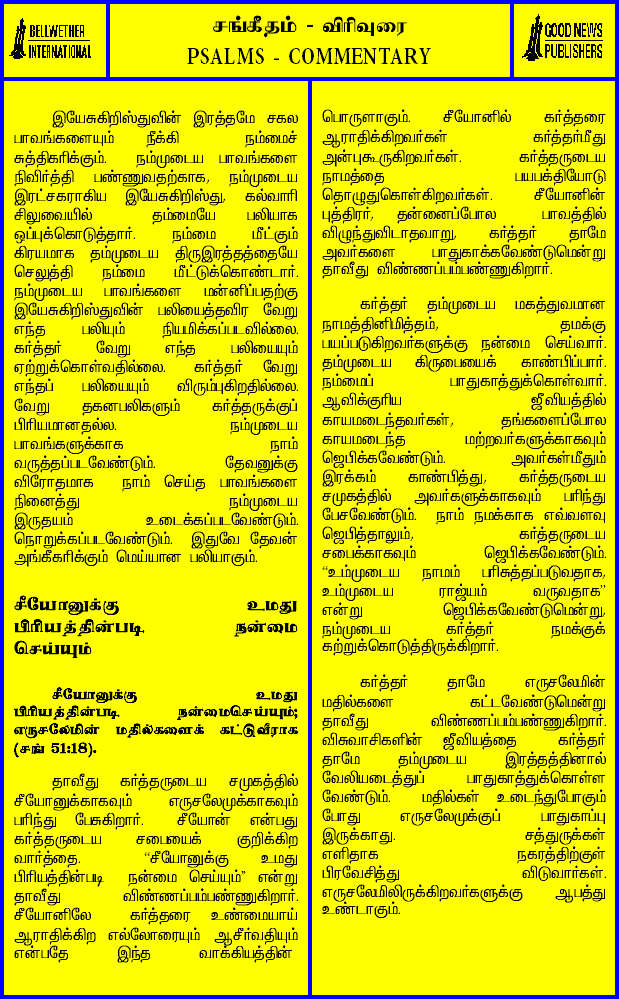 BELLWETHER
INTERNATIONAL
சங்கீதம் - விரிவுரை
PSALMS - COMMENTARY
GOOD NEWS
PUBLISHERS
இயேசுகிறிஸ்துவின் இரத்தமே சகல
பாவங்களையும் நீக்கி நம்மைச்
சுத்திகரிக்கும். நம்முடைய பாவங்களை
நிவிர்த்தி பண்ணுவதற்காக, நம்முடைய
இரட்சகராகிய இயேசுகிறிஸ்து, கல்வாரி
சிலுவையில் தம்மையே பலியாக
ஒப்புக்கொடுத்தார். நம்மை மீட்கும்
கிரயமாக தம்முடைய திருஇரத்தத்தையே
செலுத்தி நம்மை மீட்டுக்கொண்டார்.
நம்முடைய பாவங்களை மன்னிப்பதற்கு
இயேசுகிறிஸ்துவின் பலியைத்தவிர வேறு
எந்த பலியும் நியமிக்கப்படவில்லை.
கர்த்தர் வேறு எந்த பலியையும்
ஏற்றுக்கொள்வதில்லை. கர்த்தர் வேறு
எந்தப் பலியையும் விரும்புகிறதில்லை.
வேறு தகனபலிகளும் கர்த்தருக்குப்
பிரியமானதல்ல. நம்முடைய
பாவங்களுக்காக நாம்
வருத்தப்படவேண்டும். தேவனுக்கு
விரோதமாக நாம் செய்த பாவங்களை
நினைத்து நம்முடைய
இருதயம் உடைக்கப்படவேண்டும்.
நொறுக்கப்படவேண்டும். இதுவே தேவன்
அங்கீகரிக்கும் மெய்யான பலியாகும்.
சீயோனுக்கு உமது
பிரியத்தின்படி நன்மை
செய்யும்
சீயோனுக்கு உமது
பிரியத்தின்படி நன்மைசெய்யும்;
எருசலேமின் மதில்களைக் கட்டுவீராக
(சங் 51:18).
தாவீது கர்த்தருடைய சமுகத்தில்
சீயோனுக்காகவும் எருசலேமுக்காகவும்
பரிந்து பேசுகிறார். சீயோன் என்பது
கர்த்தருடைய சபையைக் குறிக்கிற
வார்த்தை. “சீயோனுக்கு உமது
பிரியத்தின்படி நன்மை செய்யும்” என்று
தாவீது விண்ணப்பம்பண்ணுகிறார்.
சீயோனிலே கர்த்தரை உண்மையாய்
ஆராதிக்கிற எல்லோரையும் ஆசீர்வதியும்
என்பதே இந்த வாக்கியத்தின்
பொருளாகும். சீயோனில் கர்த்தரை
ஆராதிக்கிறவர்கள் கர்த்தர்மீது
அன்புகூருகிறவர்கள். கர்த்தருடைய
நாமத்தை பயபக்தியோடு
தொழுதுகொள்கிறவர்கள். சீயோனின்
புத்திரர், தன்னைப்போல பாவத்தில்
விழுந்துவிடாதவாறு, கர்த்தர் தாமே
அவர்களை பாதுகாக்கவேண்டுமென்று
தாவீது விண்ணப்பம்பண்ணுகிறார்.
கர்த்தர் தம்முடைய மகத்துவமான
நாமத்தினிமித்தம், தமக்கு
பயப்படுகிறவர்களுக்கு நன்மை செய்வார்.
தம்முடைய கிருபையைக் காண்பிப்பார்.
நம்மைப் பாதுகாத்துக்கொள்வார்.
ஆவிக்குரிய ஜீவியத்தில்
காயமடைந்தவர்கள், தங்களைப்போல
காயமடைந்த மற்றவர்களுக்காகவும்
ஜெபிக்கவேண்டும். அவர்கள்மீதும்
இரக்கம் காண்பித்து, கர்த்தருடைய
சமுகத்தில் அவர்களுக்காகவும் பரிந்து
பேசவேண்டும். நாம் நமக்காக எவ்வளவு
ஜெபித்தாலும், கர்த்தருடைய
சபைக்காகவும் ஜெபிக்கவேண்டும்.
“உம்முடைய நாமம் பரிசுத்தப்படுவதாக,
உம்முடைய ராஜ்யம் வருவதாக”
என்று ஜெபிக்கவேண்டுமென்று,
நம்முடைய கர்த்தர் நமக்குக்
கற்றுக்கொடுத்திருக்கிறார்.
கர்த்தர் தாமே எருசலேமின்
மதில்களை கட்டவேண்டுமென்று
தாவீது விண்ணப்பம்பண்ணுகிறார்.
விசுவாசிகளின் ஜீவியத்தை கர்த்தர்
தாமே தம்முடைய இரத்தத்தினால்
வேலியடைத்துப் பாதுகாத்துக்கொள்ள
வேண்டும். மதில்கள் உடைந்துபோகும்
போது எருசலேமுக்குப் பாதுகாப்பு
இருக்காது. சத்துருக்கள்
எளிதாக நகரத்திற்குள்
பிரவேசித்து விடுவார்கள்.
எருசலேமிலிருக்கிறவர்களுக்கு ஆபத்து
உண்டாகும்.